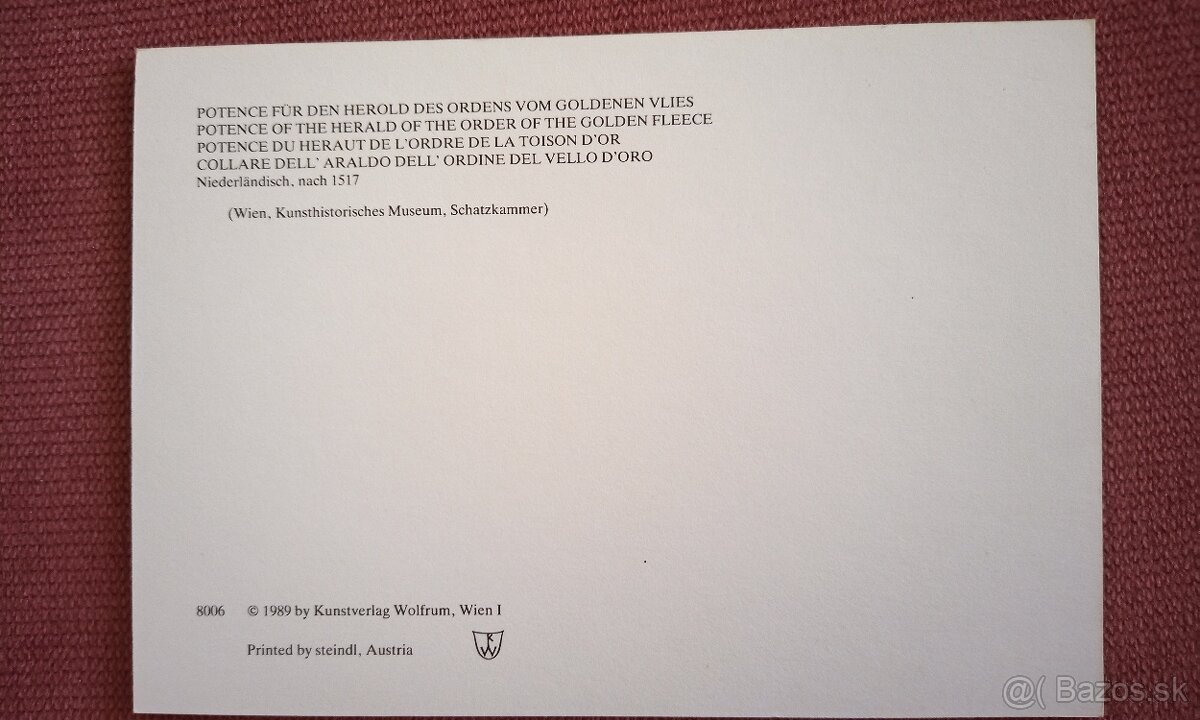 POTENCE FÜR DEN HEROLD DES ORDENS VOM GOLDENEN VLIES
POTENCE OF THE HERALD OF THE ORDER OF THE GOLDEN FLEECE
POTENCE DU HERAUT DE L'ORDRE DE LA TOISON D'OR
COLLARE DELL' ARALDO DELL' ORDINE DEL VELLO D'ORO
Niederländisch, nach 1517
(Wien, Kunsthistorisches Museum, Schatzkammer)
8006 © 1989 by Kunstverlag Wolfrum, Wien I
Printed by steindl, Austria
KW
@( Bazos.sk